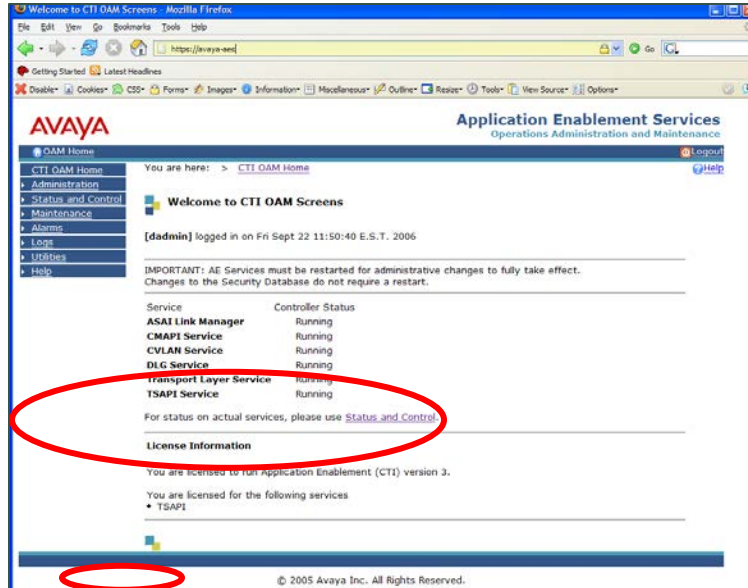 Welcome to CTI OAM Screens - Mozilla Firefox
File Edit View Go Bookmarks Tools Help
https://avaya-aes Go
Getting Started Latest Headlines
Disable Cookies CSS Forms Images Information Miscellaneous Outline Resize Tools View Source Options
AVAYA
Application Enablement Services
Operations Administration and Maintenance
OAM Home Logout
CTI OAM Home
Administration
Status and Control
Maintenance
Alarms
Logs
Utilities
Help
You are here: > CTI OAM Home
Help
Welcome to CTI OAM Screens
[dadmin] logged in on Fri Sept 22 11:50:40 E.S.T. 2006
IMPORTANT: AE Services must be restarted for administrative changes to fully take effect.
Changes to the Security Database do not require a restart.
Service Controller Status
ASAI Link Manager Running
CMAPI Service Running
CVLAN Service Running
DLG Service Running
Transport Layer Service Running
TSAPI Service Running
For status on actual services, please use Status and Control.
License Information
You are licensed to run Application Enablement (CTI) version 3.
You are licensed for the following services
• TSAPI
© 2005 Avaya Inc. All Rights Reserved.